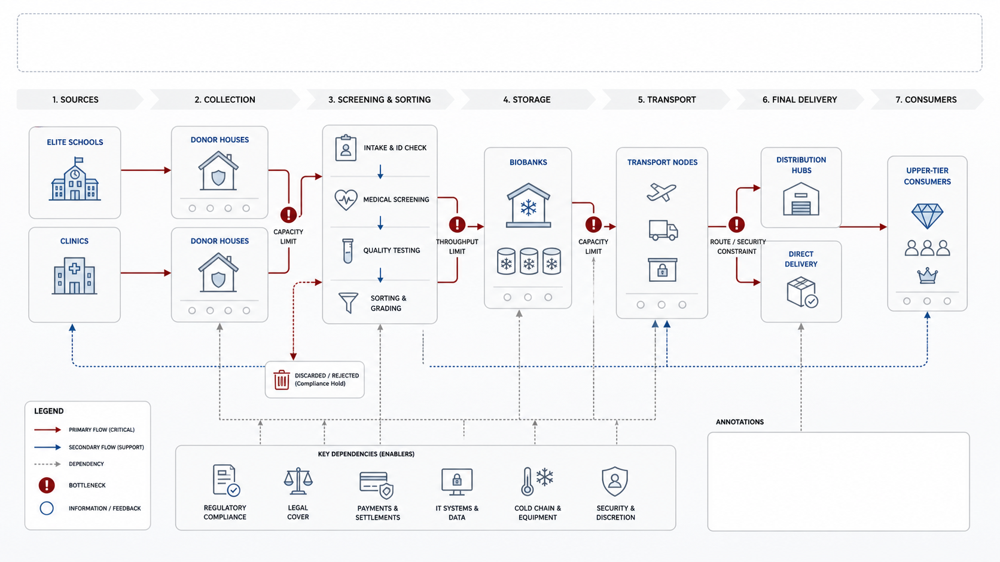 1. SOURCES
2. COLLECTION
3. SCREENING & SORTING
4. STORAGE
5. TRANSPORT
6. FINAL DELIVERY
7. CONSUMERS
ELITE SCHOOLS
CLINICS
DONOR HOUSES
DONOR HOUSES
CAPACITY
LIMIT
INTAKE & ID CHECK
MEDICAL SCREENING
QUALITY TESTING
SORTING &
GRADING
THROUGHPUT
LIMIT
BIOBANKS
CAPACITY
LIMIT
TRANSPORT NODES
ROUTE / SECURITY
CONSTRAINT
DISTRIBUTION
HUBS
DIRECT
DELIVERY
UPPER-TIER
CONSUMERS
DISCARDED / REJECTED
(Compliance Hold)
LEGEND
PRIMARY FLOW (CRITICAL)
SECONDARY FLOW (SUPPORT)
DEPENDENCY
BOTTLENECK
INFORMATION / FEEDBACK
KEY DEPENDENCIES (ENABLERS)
REGULATORY
COMPLIANCE
LEGAL
COVER
PAYMENTS &
SETTLEMENTS
IT SYSTEMS &
DATA
COLD CHAIN &
EQUIPMENT
SECURITY &
DISCRETION
ANNOTATIONS